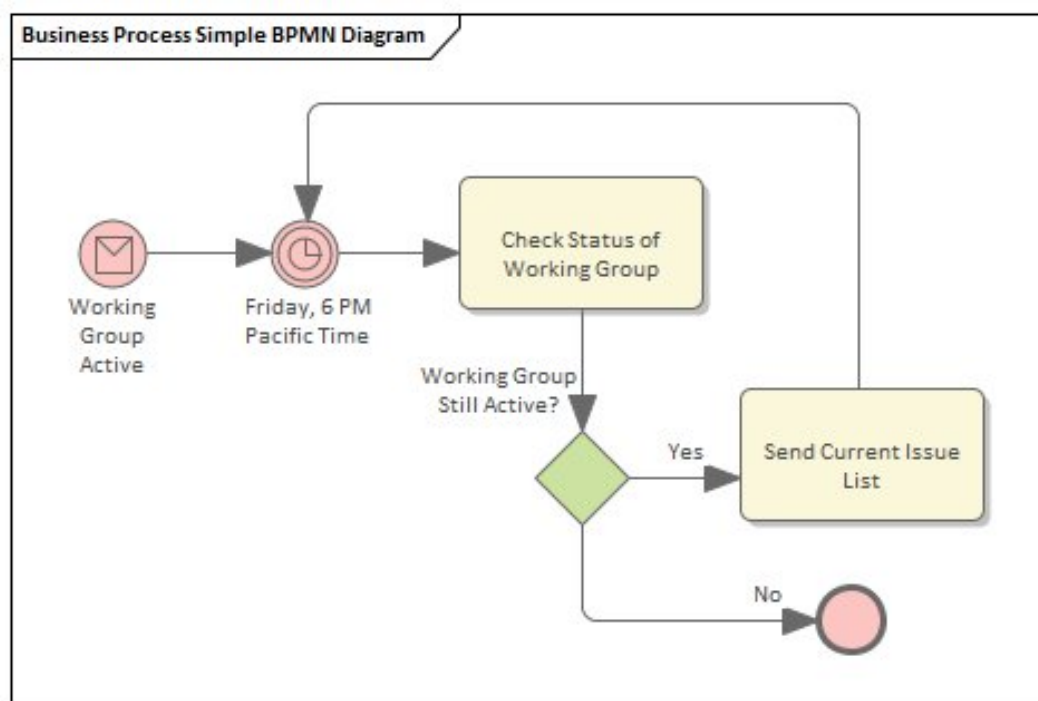 Business Process Simple BPMN Diagram
Working
Group
Active
Friday, 6 PM
Pacific Time
Check Status of
Working Group
Working Group
Still Active?
Yes
Send Current Issue
List
No